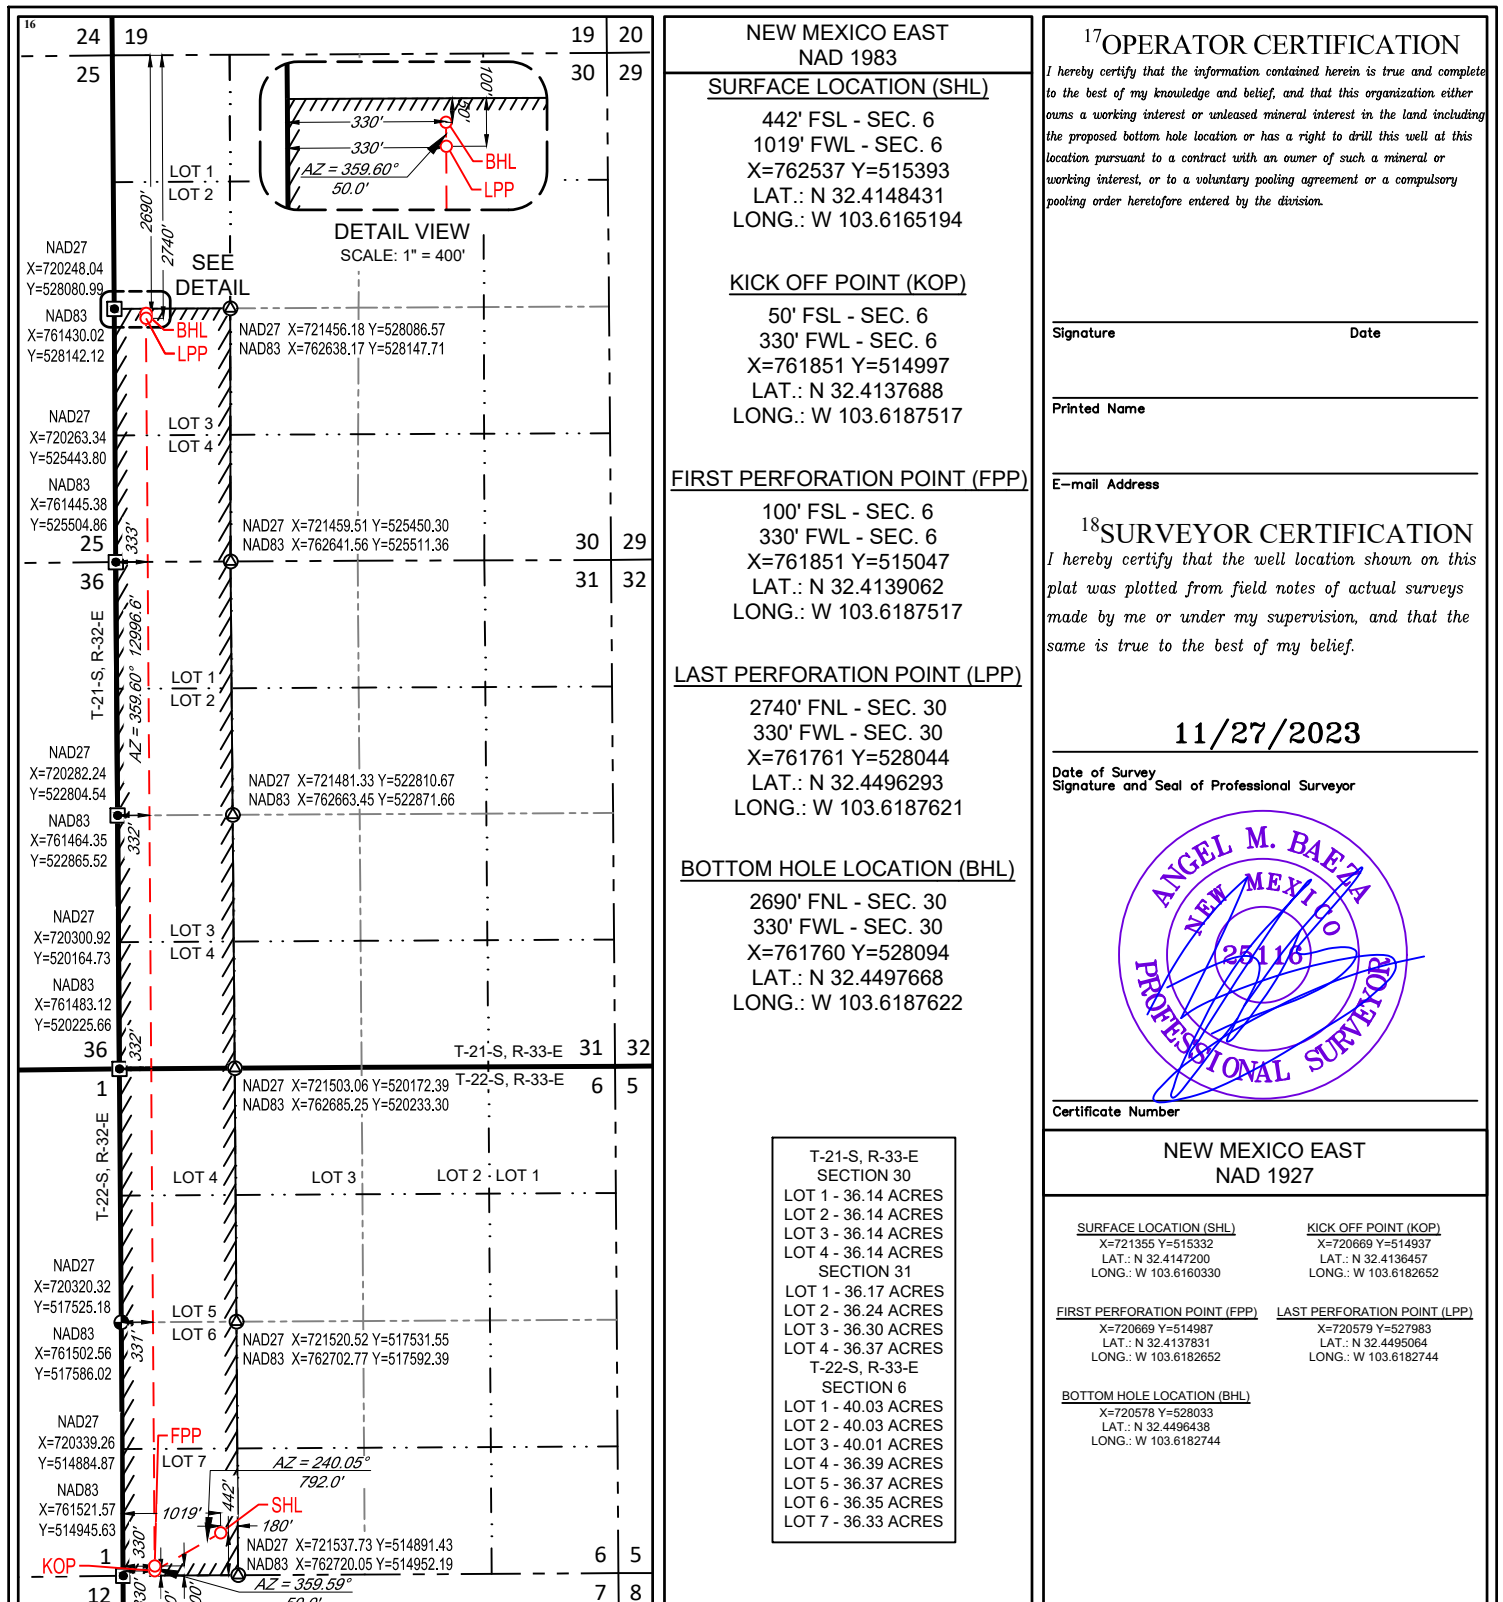 16
24 19
19 20
25
30 29
100'
50'
330'
330'
AZ = 359.60°
50.0'
BHL
LPP
DETAIL VIEW
SCALE: 1" = 400'
LOT 1
LOT 2
2690'
2740'
SEE
DETAIL
NAD27
X=720248.04
Y=528080.99
NAD83
X=761430.02
Y=528142.12
BHL
LPP
NAD27 X=721456.18 Y=528086.57
NAD83 X=762638.17 Y=528147.71
LOT 3
LOT 4
NAD27
X=720263.34
Y=525443.80
NAD83
X=761445.38
Y=525504.86
NAD27 X=721459.51 Y=525450.30
NAD83 X=762641.56 Y=525511.36
333'
25
30 29
36
31 32
T-21-S, R-32-E
AZ = 359.60° 12996.6'
LOT 1
LOT 2
NAD27
X=720282.24
Y=522804.54
NAD83
X=761464.35
Y=522865.52
332'
NAD27 X=721481.33 Y=522810.67
NAD83 X=762663.45 Y=522871.66
LOT 3
LOT 4
NAD27
X=720300.92
Y=520164.73
NAD83
X=761483.12
Y=520225.66
332'
36
T-21-S, R-33-E 31 32
T-22-S, R-33-E 6 5
1
NAD27 X=721503.06 Y=520172.39
NAD83 X=762685.25 Y=520233.30
T-22-S, R-32-E
LOT 4 LOT 3 LOT 2 LOT 1
NAD27
X=720320.32
Y=517525.18
NAD83
X=761502.56
Y=517586.02
331'
LOT 5
LOT 6
NAD27 X=721520.52 Y=517531.55
NAD83 X=762702.77 Y=517592.39
NAD27
X=720339.26
Y=514884.87
NAD83
X=761521.57
Y=514945.63
FPP
LOT 7
AZ = 240.05°
792.0'
442'
1019'
SHL
180'
330'
NAD27 X=721537.73 Y=514891.43
NAD83 X=762720.05 Y=514952.19
KOP
1
6 5
12
7 8
AZ = 359.59°
50.0'
NEW MEXICO EAST
NAD 1983
SURFACE LOCATION (SHL)
442' FSL - SEC. 6
1019' FWL - SEC. 6
X=762537 Y=515393
LAT.: N 32.4148431
LONG.: W 103.6165194
KICK OFF POINT (KOP)
50' FSL - SEC. 6
330' FWL - SEC. 6
X=761851 Y=514997
LAT.: N 32.4137688
LONG.: W 103.6187517
FIRST PERFORATION POINT (FPP)
100' FSL - SEC. 6
330' FWL - SEC. 6
X=761851 Y=515047
LAT.: N 32.4139062
LONG.: W 103.6187517
LAST PERFORATION POINT (LPP)
2740' FNL - SEC. 30
330' FWL - SEC. 30
X=761761 Y=528044
LAT.: N 32.4496293
LONG.: W 103.6187621
BOTTOM HOLE LOCATION (BHL)
2690' FNL - SEC. 30
330' FWL - SEC. 30
X=761760 Y=528094
LAT.: N 32.4497668
LONG.: W 103.6187622
T-21-S, R-33-E
SECTION 30
LOT 1 - 36.14 ACRES
LOT 2 - 36.14 ACRES
LOT 3 - 36.14 ACRES
LOT 4 - 36.14 ACRES
SECTION 31
LOT 1 - 36.17 ACRES
LOT 2 - 36.24 ACRES
LOT 3 - 36.30 ACRES
LOT 4 - 36.37 ACRES
T-22-S, R-33-E
SECTION 6
LOT 1 - 40.03 ACRES
LOT 2 - 40.03 ACRES
LOT 3 - 40.01 ACRES
LOT 4 - 36.39 ACRES
LOT 5 - 36.37 ACRES
LOT 6 - 36.35 ACRES
LOT 7 - 36.33 ACRES
17 OPERATOR CERTIFICATION
I hereby certify that the information contained herein is true and complete
to the best of my knowledge and belief, and that this organization either
owns a working interest or unleased mineral interest in the land including
the proposed bottom hole location or has a right to drill this well at this
location pursuant to a contract with an owner of such a mineral or
working interest, or to a voluntary pooling agreement or a compulsory
pooling order heretofore entered by the division.
Signature Date
Printed Name
E-mail Address
18 SURVEYOR CERTIFICATION
I hereby certify that the well location shown on this
plat was plotted from field notes of actual surveys
made by me or under my supervision, and that the
same is true to the best of my belief.
11/27/2023
Date of Survey
Signature and Seal of Professional Surveyor
ANGEL M. BAEZA
NEW MEXICO
25116
PROFESSIONAL SURVEYOR
Certificate Number
NEW MEXICO EAST
NAD 1927
SURFACE LOCATION (SHL)
X=721355 Y=515332
LAT.: N 32.4147200
LONG.: W 103.6160330
KICK OFF POINT (KOP)
X=720669 Y=514937
LAT.: N 32.4136457
LONG.: W 103.6182652
FIRST PERFORATION POINT (FPP)
X=720669 Y=514987
LAT.: N 32.4137831
LONG.: W 103.6182652
LAST PERFORATION POINT (LPP)
X=720579 Y=527983
LAT.: N 32.4495064
LONG.: W 103.6182744
BOTTOM HOLE LOCATION (BHL)
X=720578 Y=528033
LAT.: N 32.4496438
LONG.: W 103.6182744